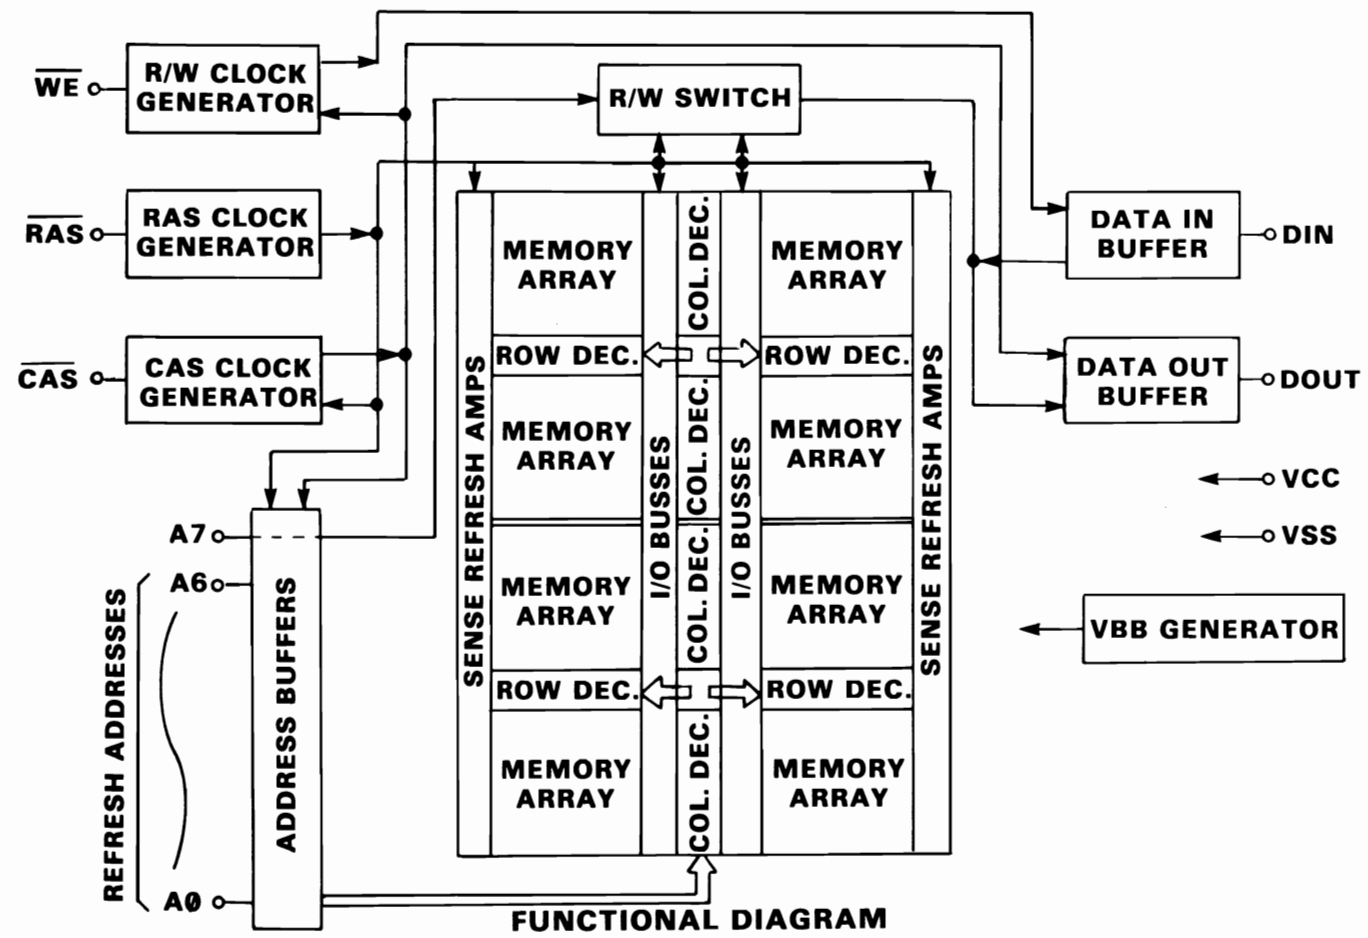 WE
R/W CLOCK
GENERATOR
R/W SWITCH
RAS
RAS CLOCK
GENERATOR
DATA IN
BUFFER
DIN
CAS
CAS CLOCK
GENERATOR
DATA OUT
BUFFER
DOUT
SENSE REFRESH AMPS
MEMORY
ARRAY
I/O BUSSES
COL. DEC.
I/O BUSSES
MEMORY
ARRAY
SENSE REFRESH AMPS
ROW DEC.
ROW DEC.
MEMORY
ARRAY
COL. DEC.
MEMORY
ARRAY
VCC
VSS
A7
A6
REFRESH ADDRESSES
ADDRESS BUFFERS
MEMORY
ARRAY
COL. DEC.
MEMORY
ARRAY
VBB GENERATOR
ROW DEC.
ROW DEC.
MEMORY
ARRAY
COL. DEC.
MEMORY
ARRAY
A0
FUNCTIONAL DIAGRAM